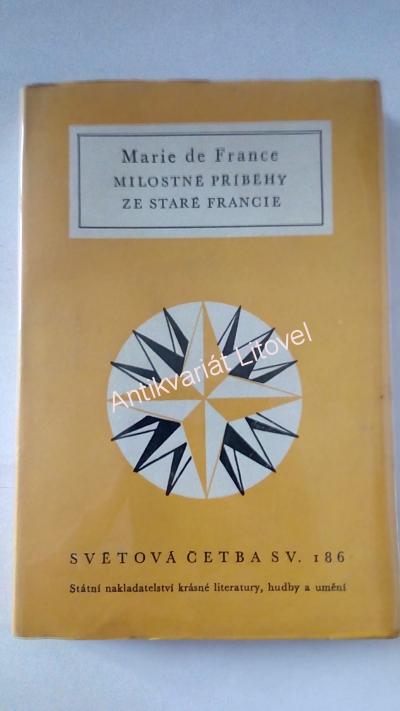 Marie de France
MILOSTNÉ PŘÍBĚHY
ZE STARÉ FRANCIE
Antikvariát Litovel
SVĚTOVÁ ČETBA SV. 186
Státní nakladatelství krásné literatury, hudby a umění